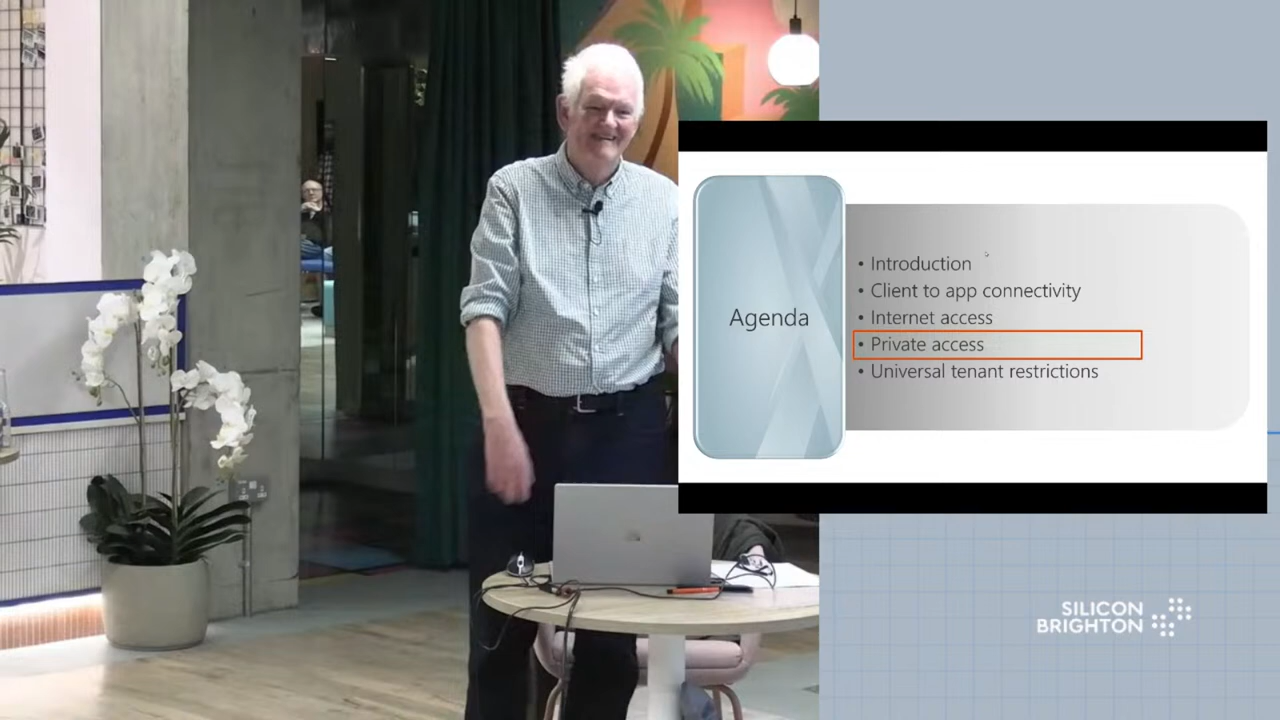 Agenda
• Introduction
• Client to app connectivity
• Internet access
• Private access
• Universal tenant restrictions
SILICON
BRIGHTON